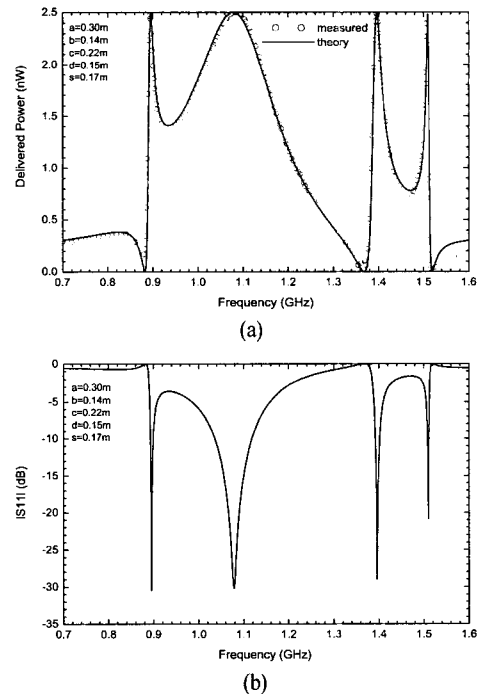 2.5
2.0
1.5
1.0
0.5
0.0
Delivered Power (nW)
a=0.30m
b=0.14m
c=0.22m
d=0.15m
s=0.17m
measured
theory
0.7 0.8 0.9 1.0 1.1 1.2 1.3 1.4 1.5 1.6
Frequency (GHz)
(a)
0
-5
-10
-15
-20
-25
-30
-35
|S11| (dB)
a=0.30m
b=0.14m
c=0.22m
d=0.15m
s=0.17m
0.7 0.8 0.9 1.0 1.1 1.2 1.3 1.4 1.5 1.6
Frequency (GHz)
(b)